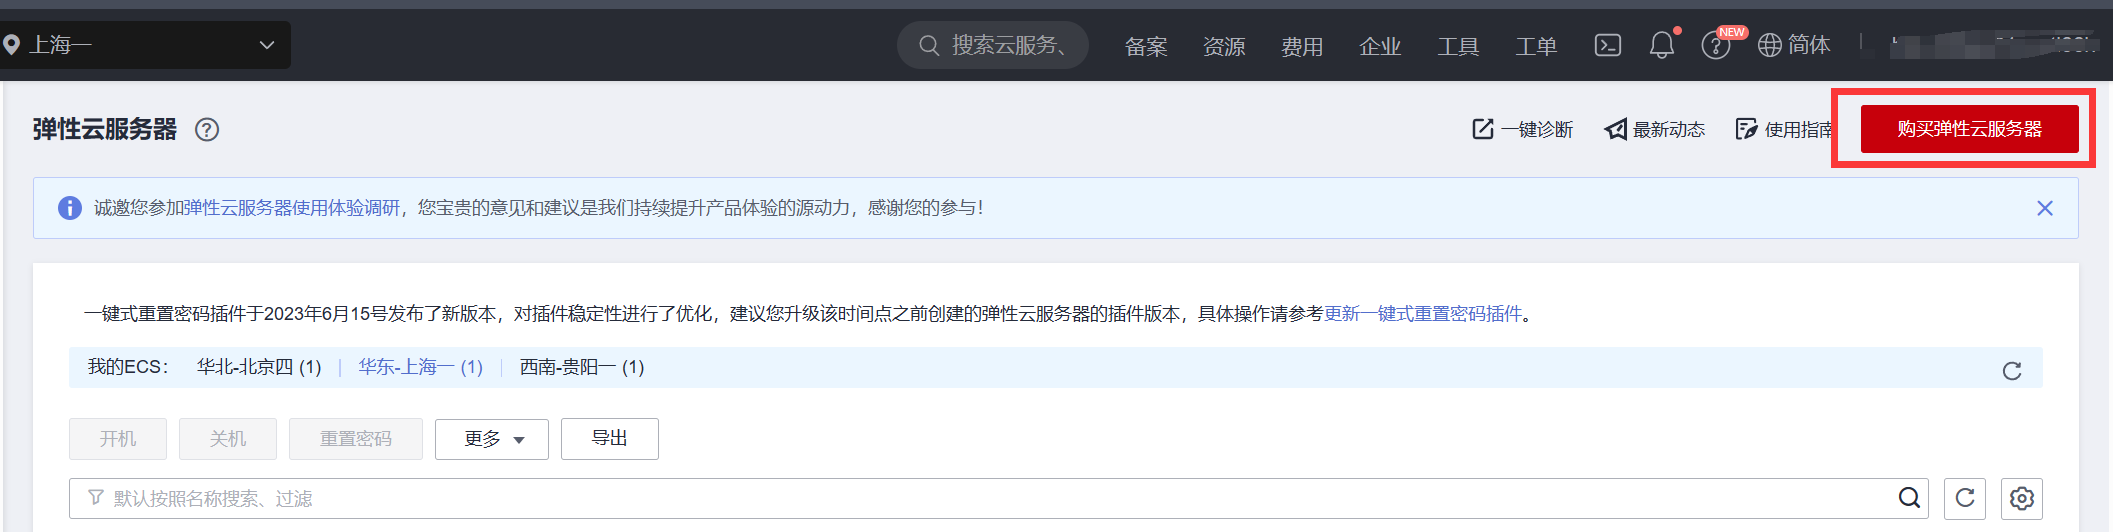 上海一
搜索云服务、 备案 资源 费用 企业 工具 工单 NEW 简体
弹性云服务器
一键诊断 最新动态 使用指南 购买弹性云服务器
诚邀您参加弹性云服务器使用体验调研，您宝贵的意见和建议是我们持续提升产品体验的源动力，感谢您的参与！
一键式重置密码插件于2023年6月15号发布了新版本，对插件稳定性进行了优化，建议您升级该时间点之前创建的弹性云服务器的插件版本，具体操作请参考更新一键式重置密码插件。
我的ECS： 华北-北京四 (1) 华东-上海一 (1) 西南-贵阳一 (1)
开机 关机 重置密码 更多 导出
默认按照名称搜索、过滤